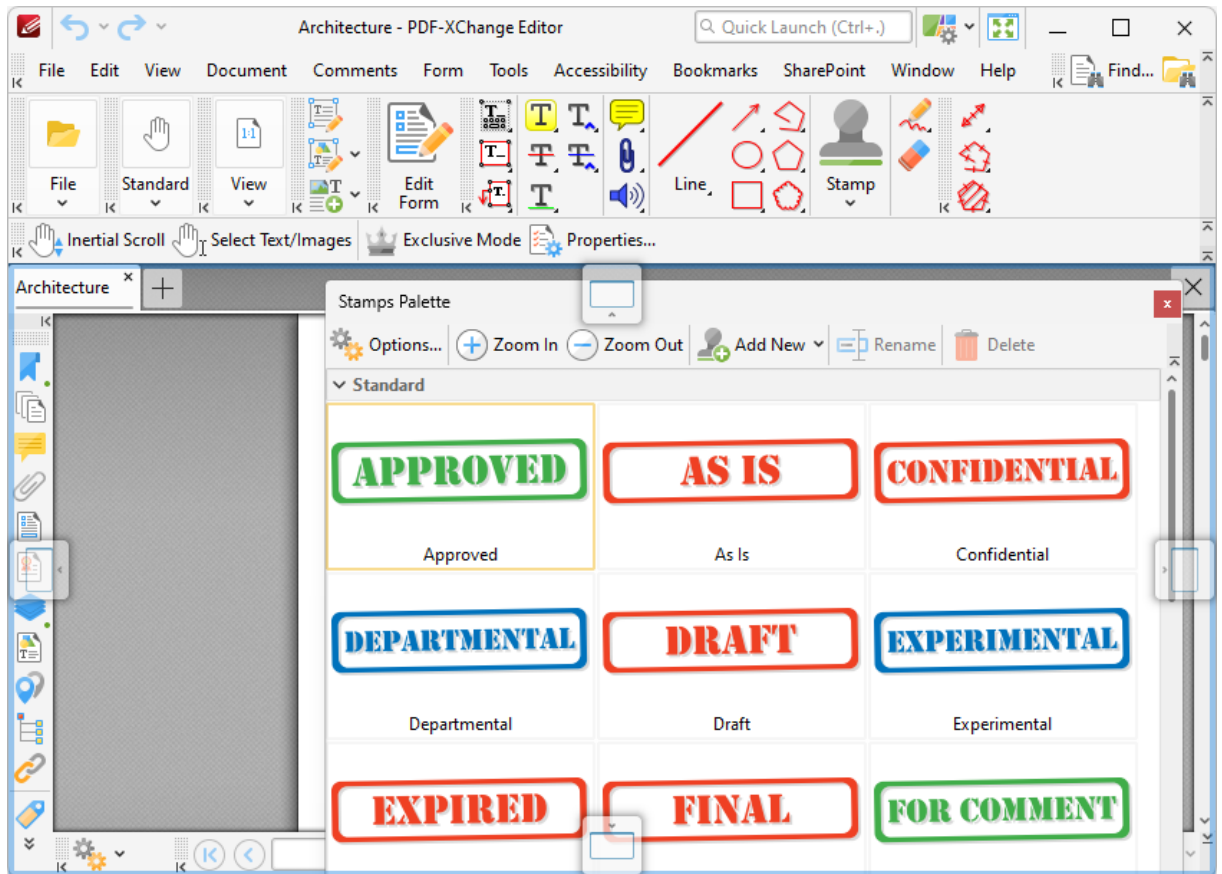 Architecture - PDF-XChange Editor
Quick Launch (Ctrl+.)
File Edit View Document Comments Form Tools Accessibility Bookmarks SharePoint Window Help
Find...
1:1
File
Standard
View
Edit
Form
Line
Stamp
Inertial Scroll Select Text/Images Exclusive Mode Properties...
Architecture
Stamps Palette
Options... Zoom In Zoom Out Add New Rename Delete
Standard
APPROVED AS IS CONFIDENTIAL
Approved As Is Confidential
DEPARTMENTAL DRAFT EXPERIMENTAL
Departmental Draft Experimental
EXPIRED FINAL FOR COMMENT